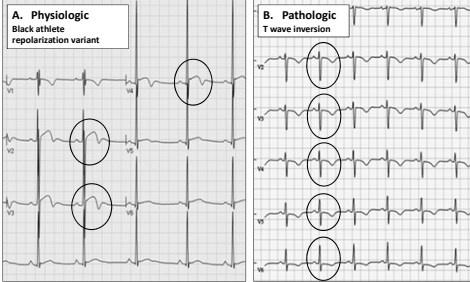 A. Physiologic
Black athlete
repolarization variant
V1
V4
V2
V5
V3
V6
B. Pathologic
T wave inversion
V2
V3
V4
V5
V6